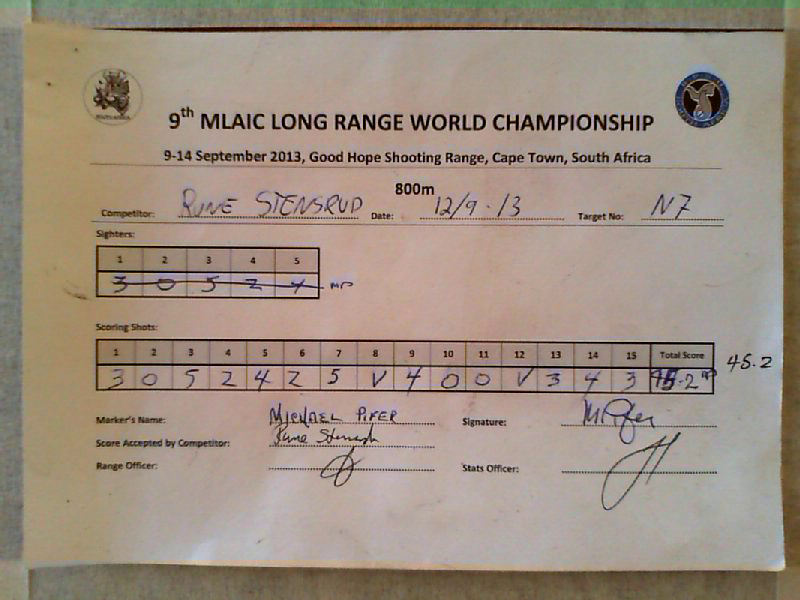 9th MLAIC LONG RANGE WORLD CHAMPIONSHIP
9-14 September 2013, Good Hope Shooting Range, Cape Town, South Africa
800m
Competitor: RUNE STENSRUD Date: 12/9-13 Target No: N7
Sighters:
1 2 3 4 5
3 0 5 2 4 MP
Scoring Shots:
1 2 3 4 5 6 7 8 9 10 11 12 13 14 15 Total Score
3 0 5 2 4 2 5 V 4 0 0 V 3 4 3 45.2
Marker's Name: MICHAEL PIFER Signature:
Score Accepted by Competitor: Rune Stensrud
Range Officer: Stats Officer: